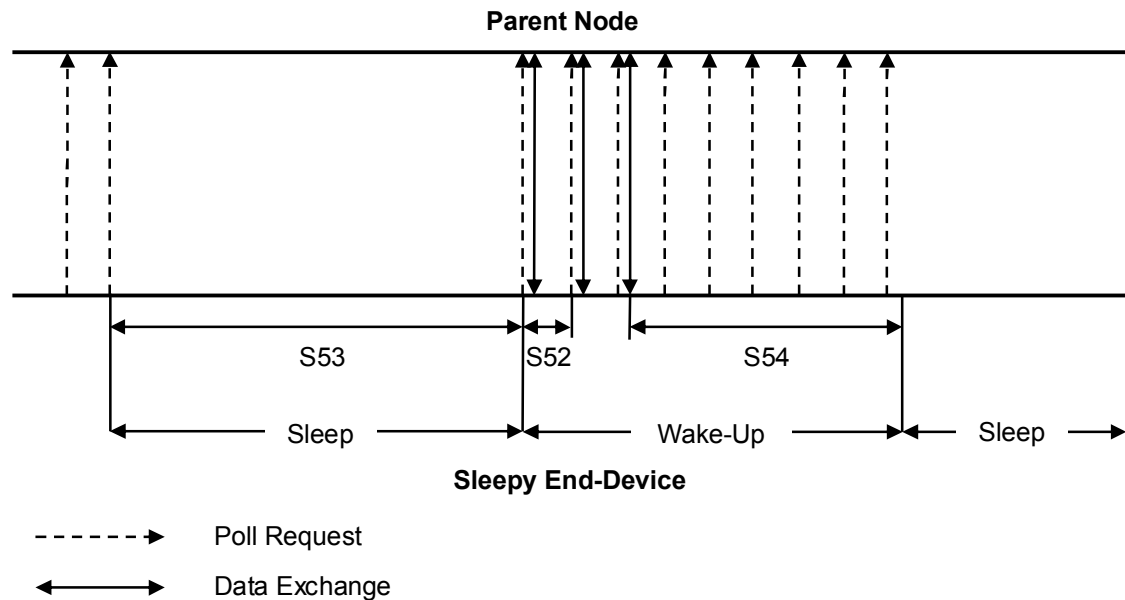 Parent Node
S53
S52
S54
Sleep
Wake-Up
Sleep
Sleepy End-Device
Poll Request
Data Exchange